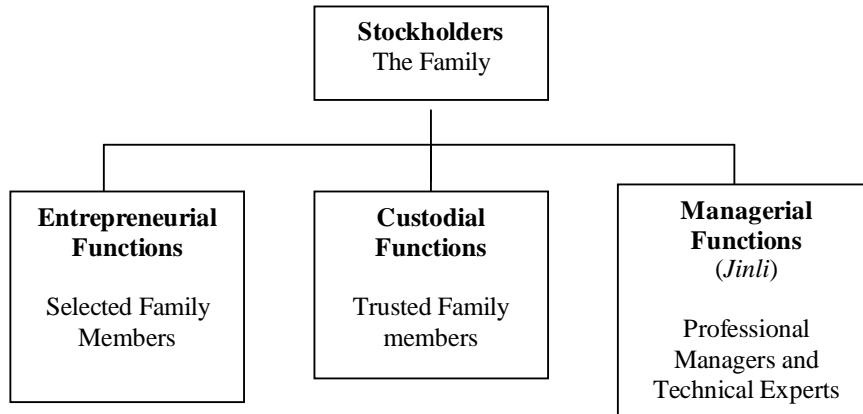 Stockholders
The Family
Entrepreneurial
Functions
Selected Family
Members
Custodial
Functions
Trusted Family
members
Managerial
Functions
(Jinli)
Professional
Managers and
Technical Experts